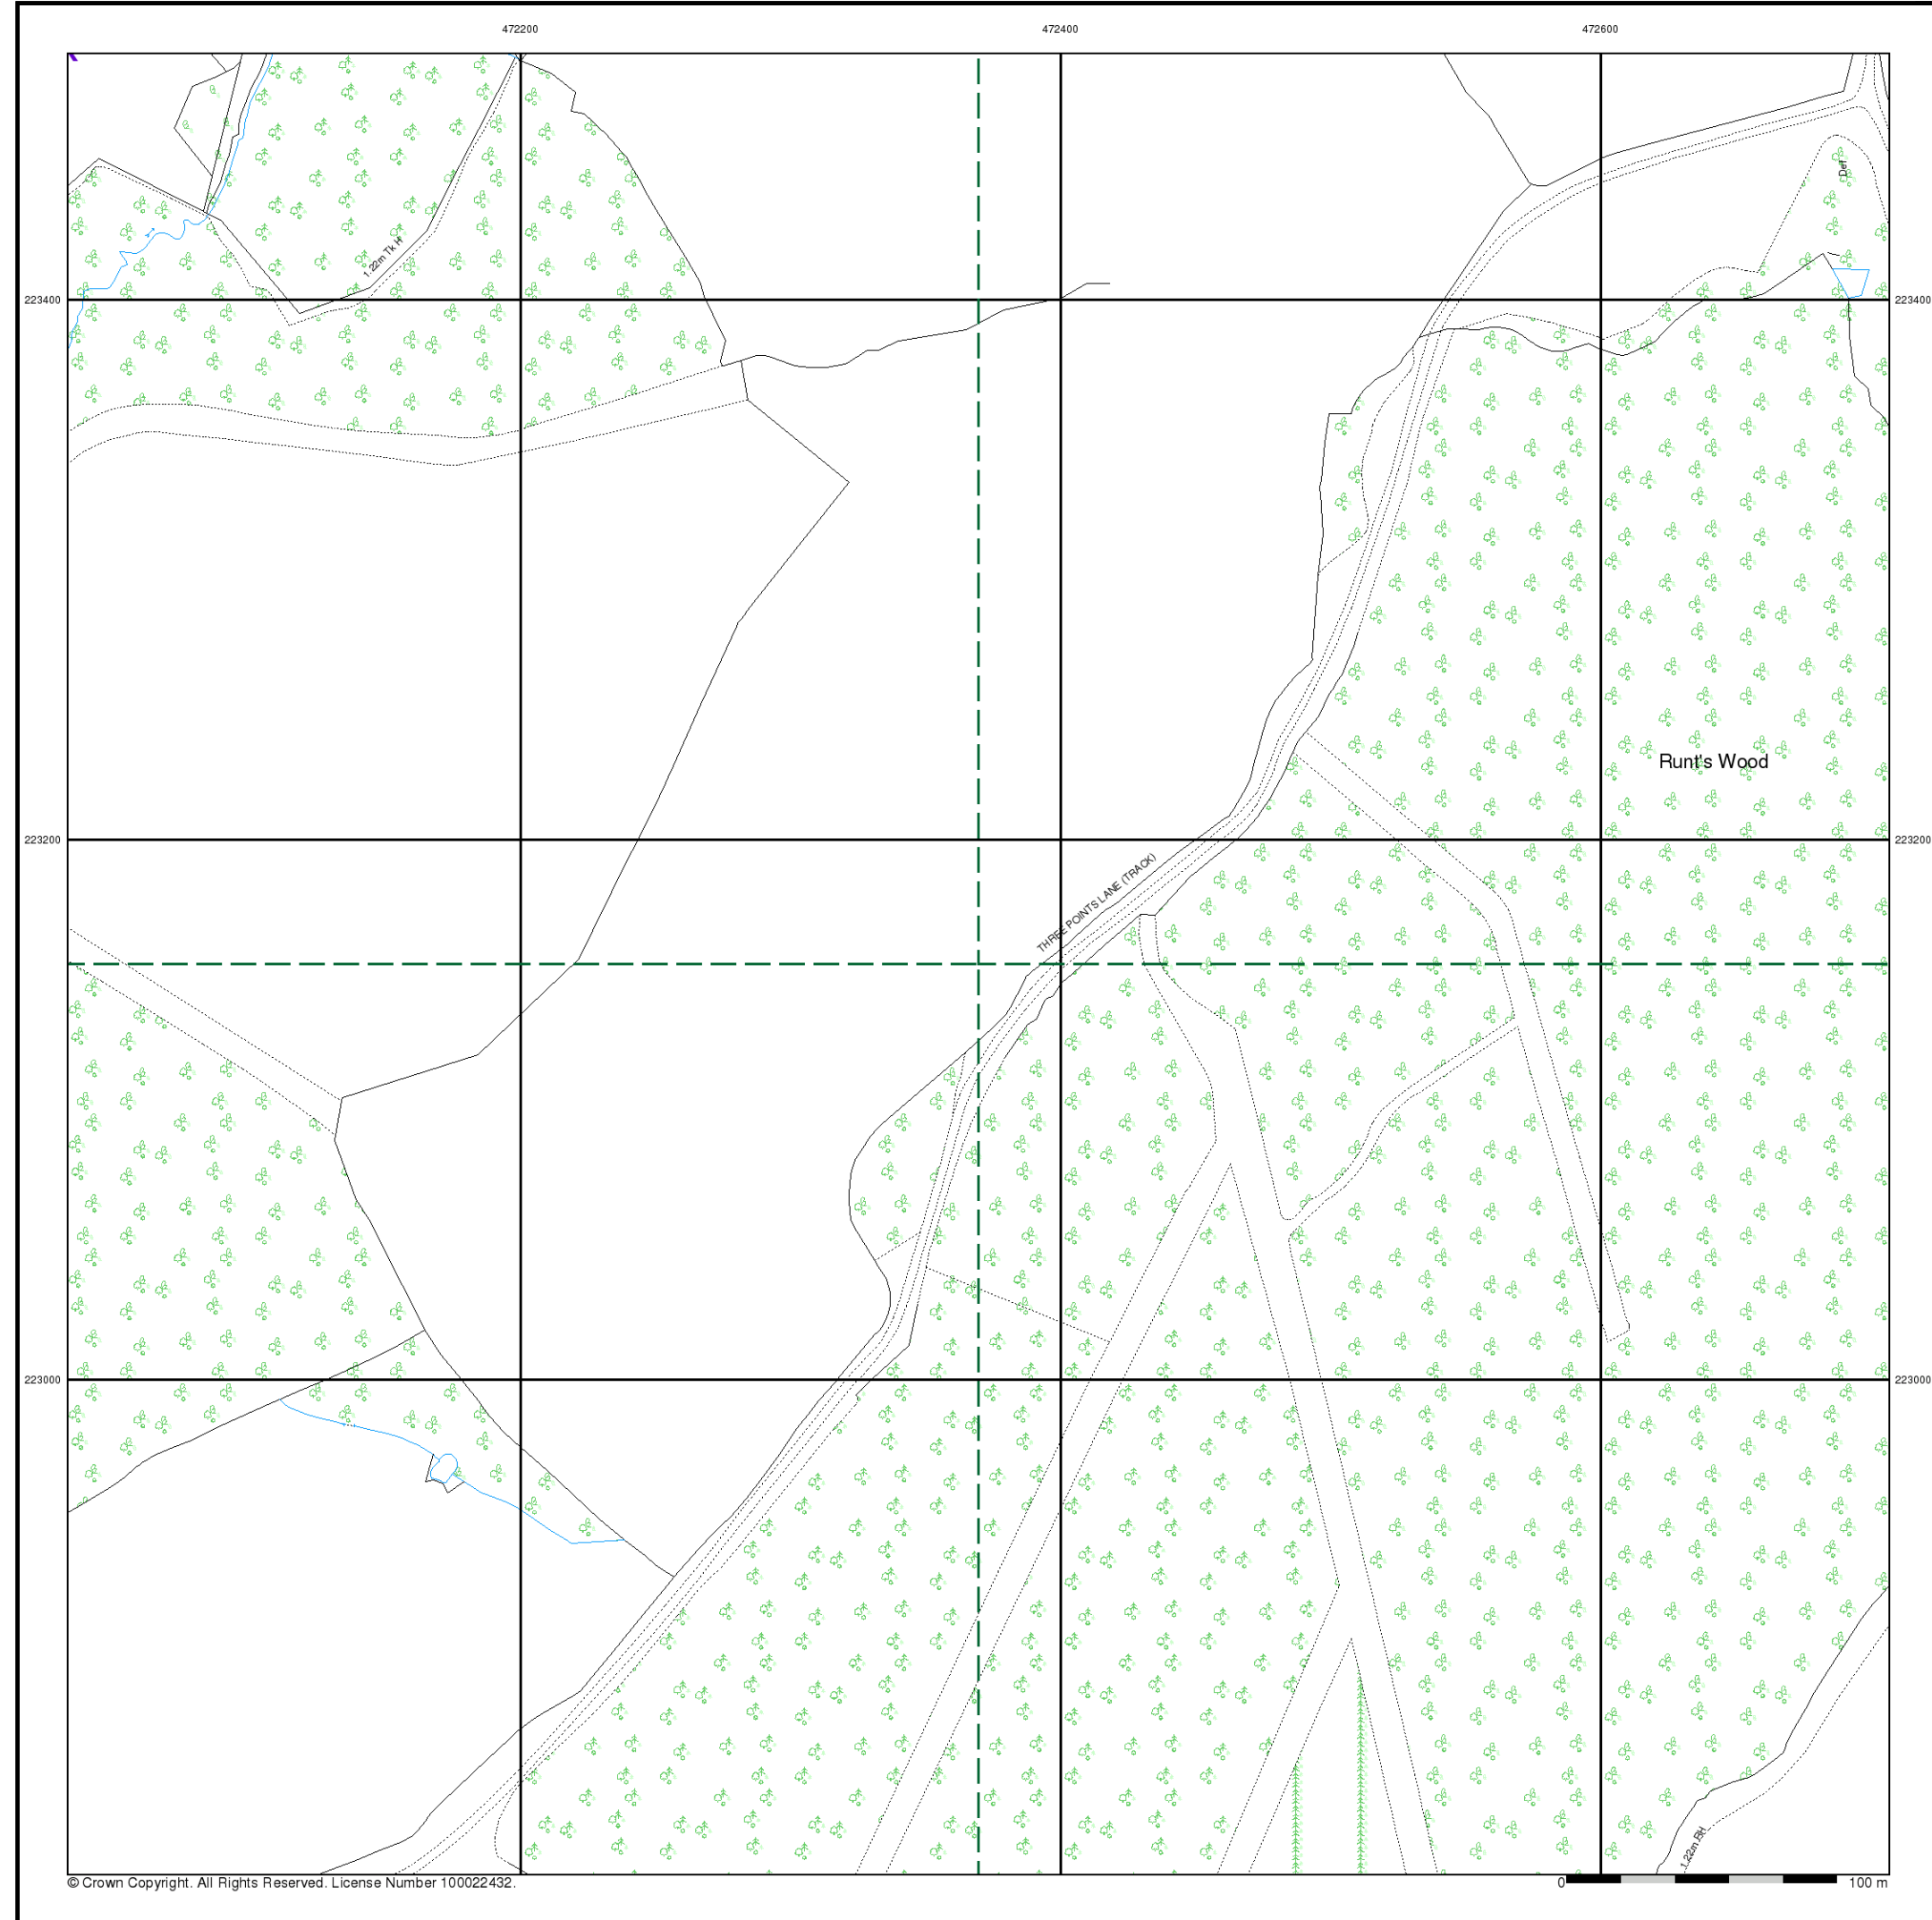 472200
472400
472600
1.22m Tk H
Def
223400
223400
Runt's Wood
223200
223200
THREE POINTS LANE (TRACK)
223000
223000
1.22m RH
© Crown Copyright. All Rights Reserved. License Number 100022432.
0
100 m